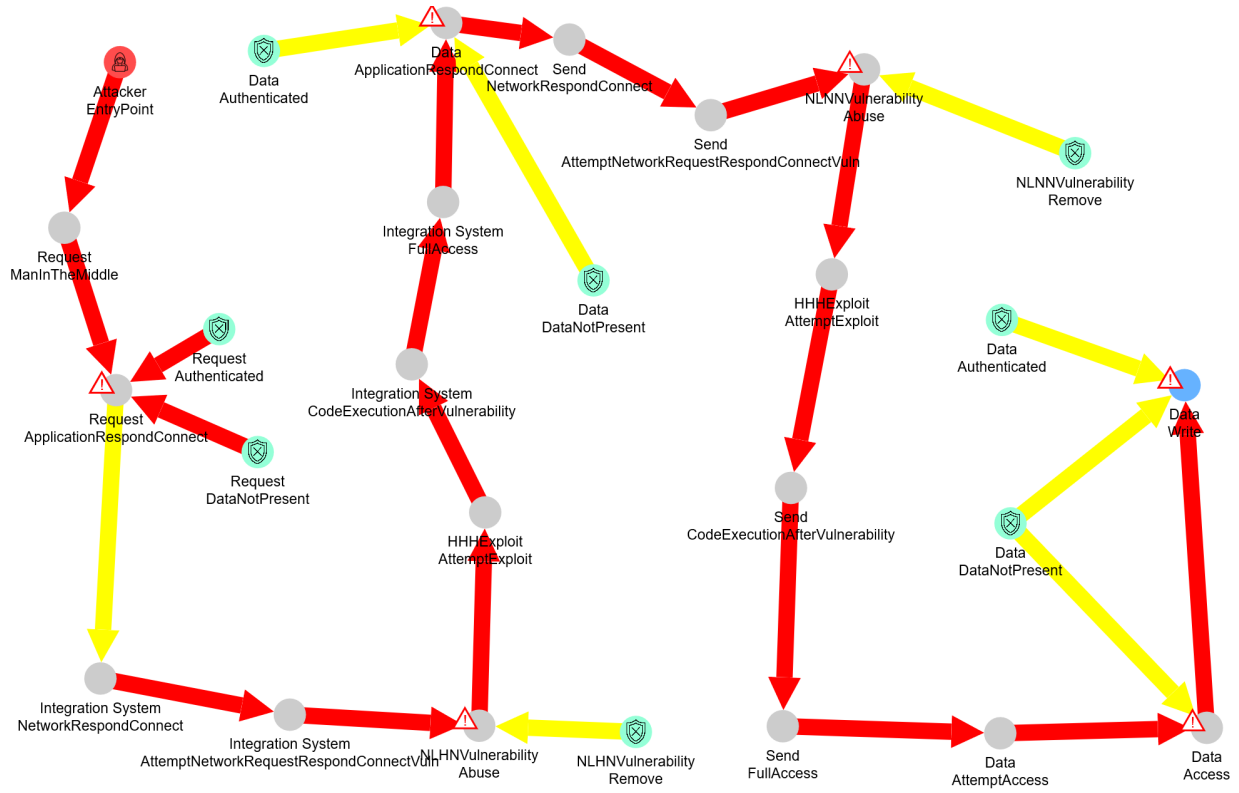 Attacker
EntryPoint
Data
Authenticated
Data
ApplicationRespondConnect
Send
NetworkRespondConnect
Send
AttemptNetworkRequestRespondConnectVuln
NLNNVulnerability
Abuse
NLNNVulnerability
Remove
Request
ManInTheMiddle
Integration System
FullAccess
Data
DataNotPresent
HHHExploit
AttemptExploit
Request
Authenticated
Data
Authenticated
Request
ApplicationRespondConnect
Integration System
CodeExecutionAfterVulnerability
Data
Write
Request
DataNotPresent
Send
CodeExecutionAfterVulnerability
HHHExploit
AttemptExploit
Data
DataNotPresent
Integration System
NetworkRespondConnect
Integration System
AttemptNetworkRequestRespondConnectVuln
NLHNVulnerability
Abuse
NLHNVulnerability
Remove
Send
FullAccess
Data
AttemptAccess
Data
Access